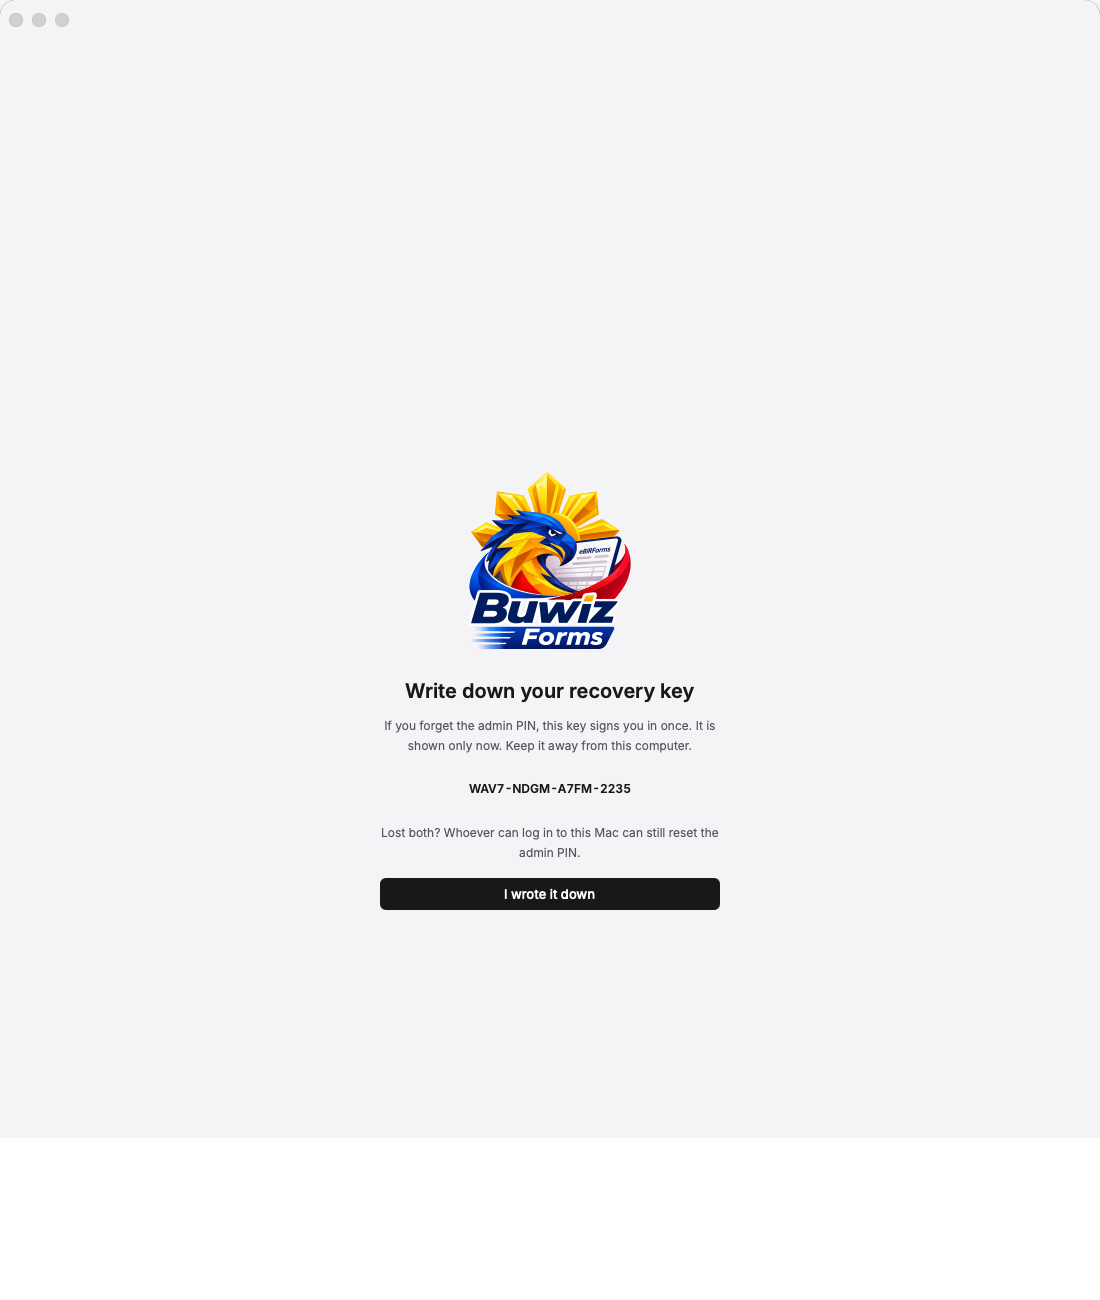 eBIRForms
Buwiz
Forms
Write down your recovery key
If you forget the admin PIN, this key signs you in once. It is
shown only now. Keep it away from this computer.
WAV7-NDGM-A7FM-2235
Lost both? Whoever can log in to this Mac can still reset the
admin PIN.
I wrote it down